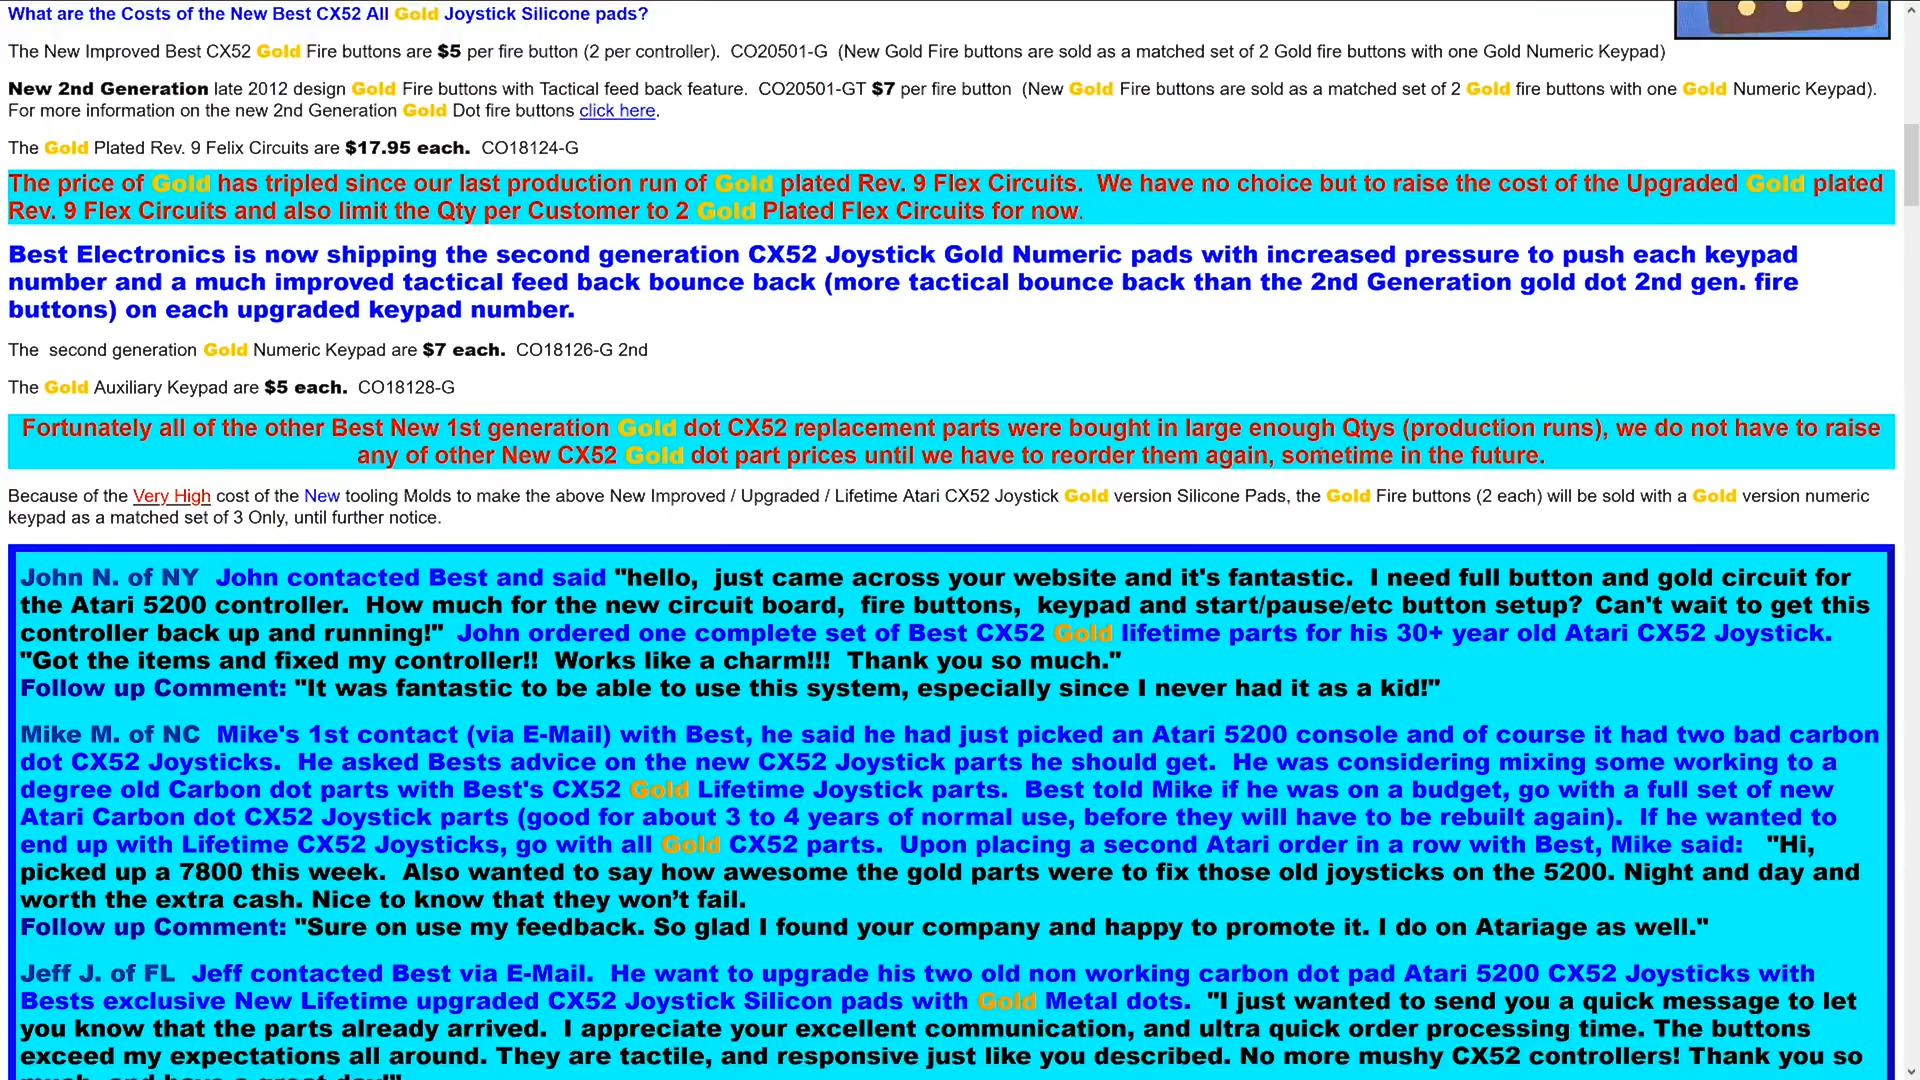 What are the Costs of the New Best CX52 All Gold Joystick Silicone pads?
The New Improved Best CX52 Gold Fire buttons are $5 per fire button (2 per controller).  CO20501-G  (New Gold Fire buttons are sold as a matched set of 2 Gold fire buttons with one Gold Numeric Keypad)
New 2nd Generation late 2012 design Gold Fire buttons with Tactical feed back feature.  CO20501-GT $7 per fire button  (New Gold Fire buttons are sold as a matched set of 2 Gold fire buttons with one Gold Numeric Keypad).
For more information on the new 2nd Generation Gold Dot fire buttons click here.
The Gold Plated Rev. 9 Felix Circuits are $17.95 each.  CO18124-G
The price of Gold has tripled since our last production run of Gold plated Rev. 9 Flex Circuits.  We have no choice but to raise the cost of the Upgraded Gold plated
Rev. 9 Flex Circuits and also limit the Qty per Customer to 2 Gold Plated Flex Circuits for now.
Best Electronics is now shipping the second generation CX52 Joystick Gold Numeric pads with increased pressure to push each keypad
number and a much improved tactical feed back bounce back (more tactical bounce back than the 2nd Generation gold dot 2nd gen. fire
buttons) on each upgraded keypad number.
The  second generation Gold Numeric Keypad are $7 each.  CO18126-G 2nd
The Gold Auxiliary Keypad are $5 each.  CO18128-G
Fortunately all of the other Best New 1st generation Gold dot CX52 replacement parts were bought in large enough Qtys (production runs), we do not have to raise
any of other New CX52 Gold dot part prices until we have to reorder them again, sometime in the future.
Because of the Very High cost of the New tooling Molds to make the above New Improved / Upgraded / Lifetime Atari CX52 Joystick Gold version Silicone Pads, the Gold Fire buttons (2 each) will be sold with a Gold version numeric
keypad as a matched set of 3 Only, until further notice.
John N. of NY  John contacted Best and said "hello,  just came across your website and it's fantastic.  I need full button and gold circuit for
the Atari 5200 controller.  How much for the new circuit board,  fire buttons,  keypad and start/pause/etc button setup?  Can't wait to get this
controller back up and running!"  John ordered one complete set of Best CX52 Gold lifetime parts for his 30+ year old Atari CX52 Joystick.
"Got the items and fixed my controller!!  Works like a charm!!!  Thank you so much."
Follow up Comment: "It was fantastic to be able to use this system, especially since I never had it as a kid!"
Mike M. of NC  Mike's 1st contact (via E-Mail) with Best, he said he had just picked an Atari 5200 console and of course it had two bad carbon
dot CX52 Joysticks.  He asked Bests advice on the new CX52 Joystick parts he should get.  He was considering mixing some working to a
degree old Carbon dot parts with Best's CX52 Gold Lifetime Joystick parts.  Best told Mike if he was on a budget, go with a full set of new
Atari Carbon dot CX52 Joystick parts (good for about 3 to 4 years of normal use, before they will have to be rebuilt again).  If he wanted to
end up with Lifetime CX52 Joysticks, go with all Gold CX52 parts.  Upon placing a second Atari order in a row with Best, Mike said:   "Hi,
picked up a 7800 this week.  Also wanted to say how awesome the gold parts were to fix those old joysticks on the 5200. Night and day and
worth the extra cash. Nice to know that they won’t fail.
Follow up Comment: "Sure on use my feedback. So glad I found your company and happy to promote it. I do on Atariage as well."
Jeff J. of FL  Jeff contacted Best via E-Mail.  He want to upgrade his two old non working carbon dot pad Atari 5200 CX52 Joysticks with
Bests exclusive New Lifetime upgraded CX52 Joystick Silicon pads with Gold Metal dots.  "I just wanted to send you a quick message to let
you know that the parts already arrived.  I appreciate your excellent communication, and ultra quick order processing time. The buttons
exceed my expectations all around. They are tactile, and responsive just like you described. No more mushy CX52 controllers! Thank you so
much, and have a great day!"